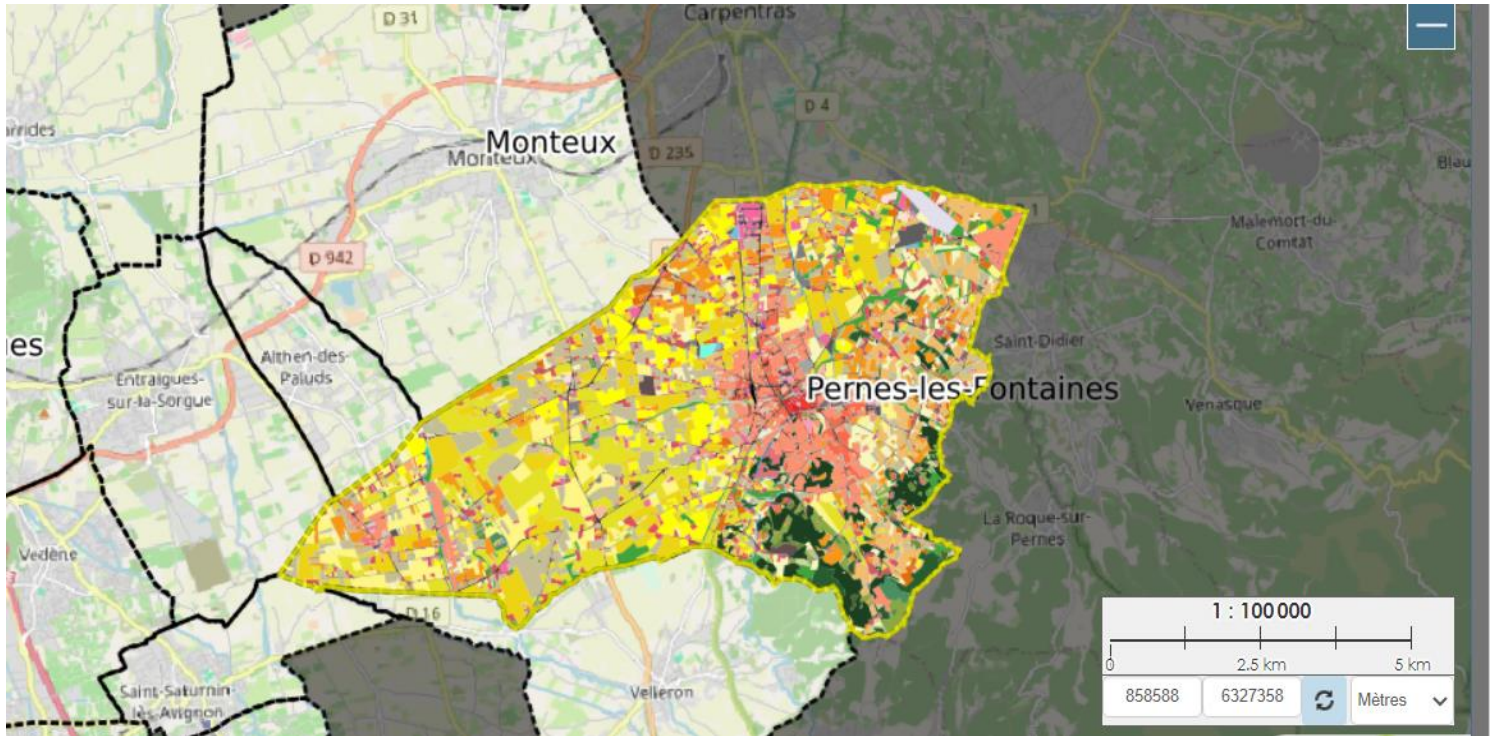 D 31
Carpentras
D 4
arrides
Monteux
Monteux
D 235
Blau
1
Malemort-du-
Comtat
D 942
es
Althen-des-
Paluds
Saint-Didier
Entraigues-
sur-la-Sorgue
Pernes-les-Fontaines
Venasque
La Roque-sur-
Pernes
Vedène
D 16
Saint-Saturnin-
lès-Avignon
Velleron
1 : 100 000
0
2.5 km
5 km
858588
6327358
Mètres